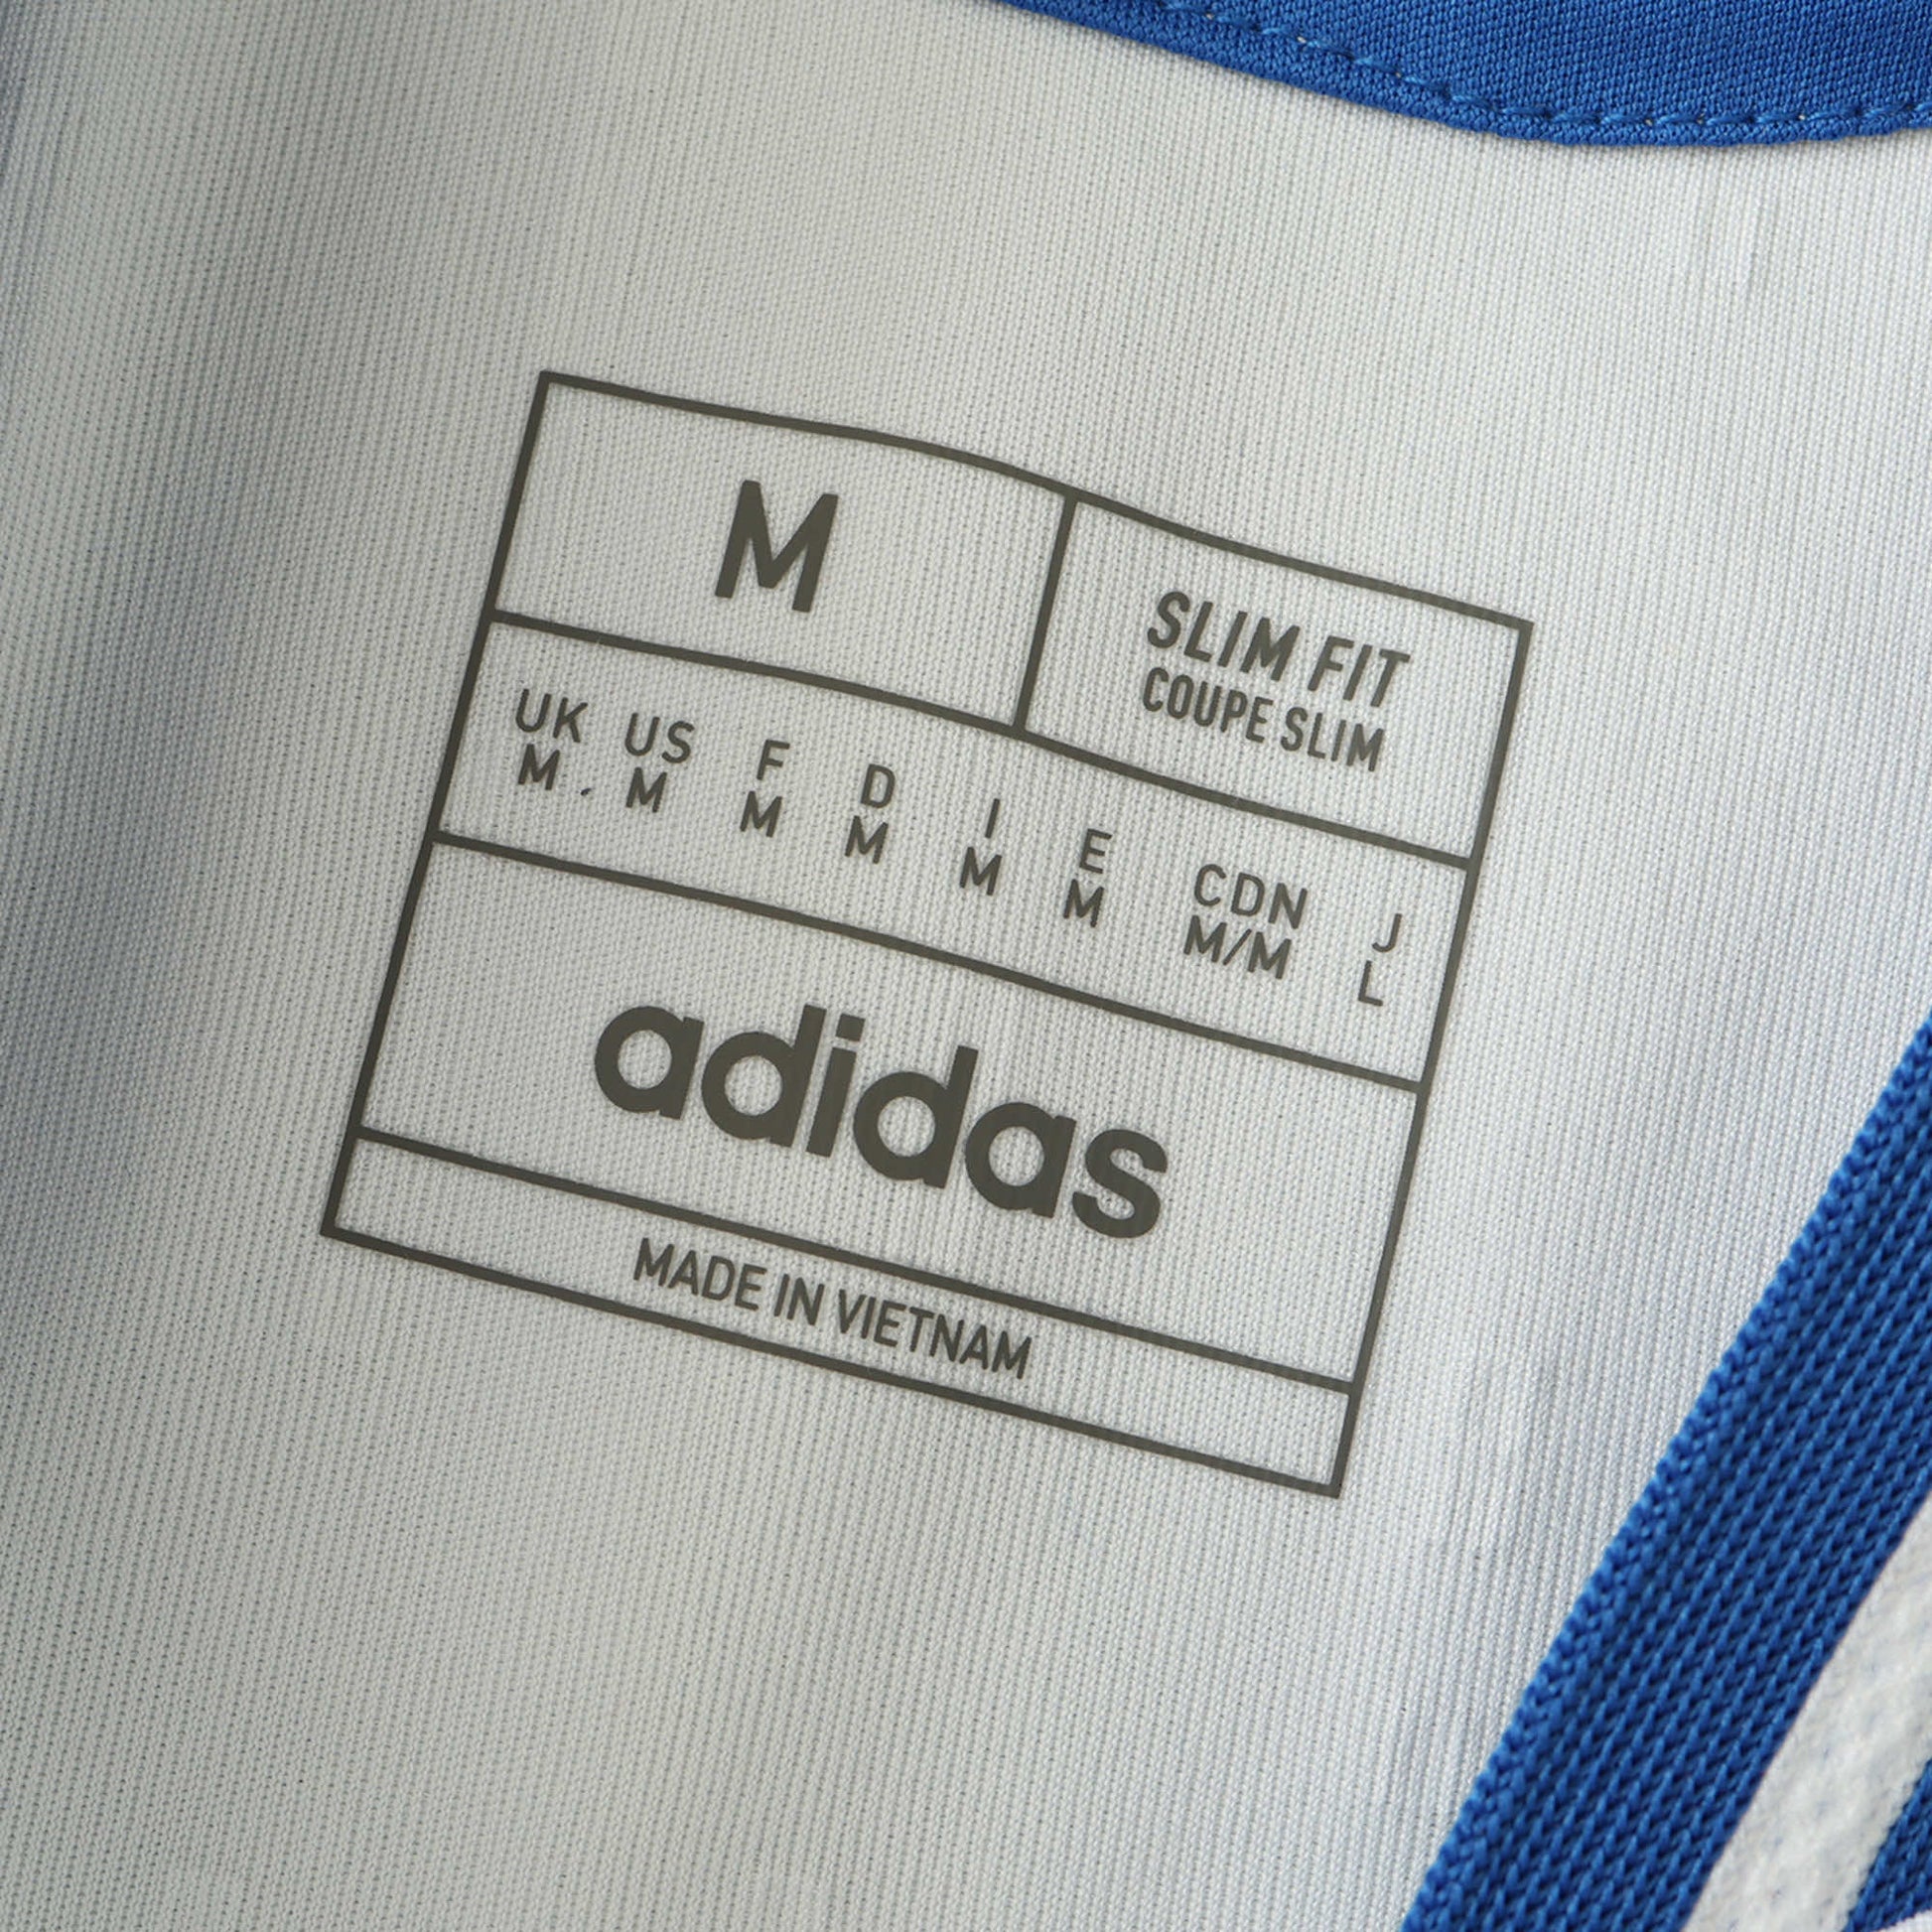 M
SLIM FIT
COUPE SLIM
UK US F D I E CDN J
M . M M M M M M/M L
adidas
MADE IN VIETNAM